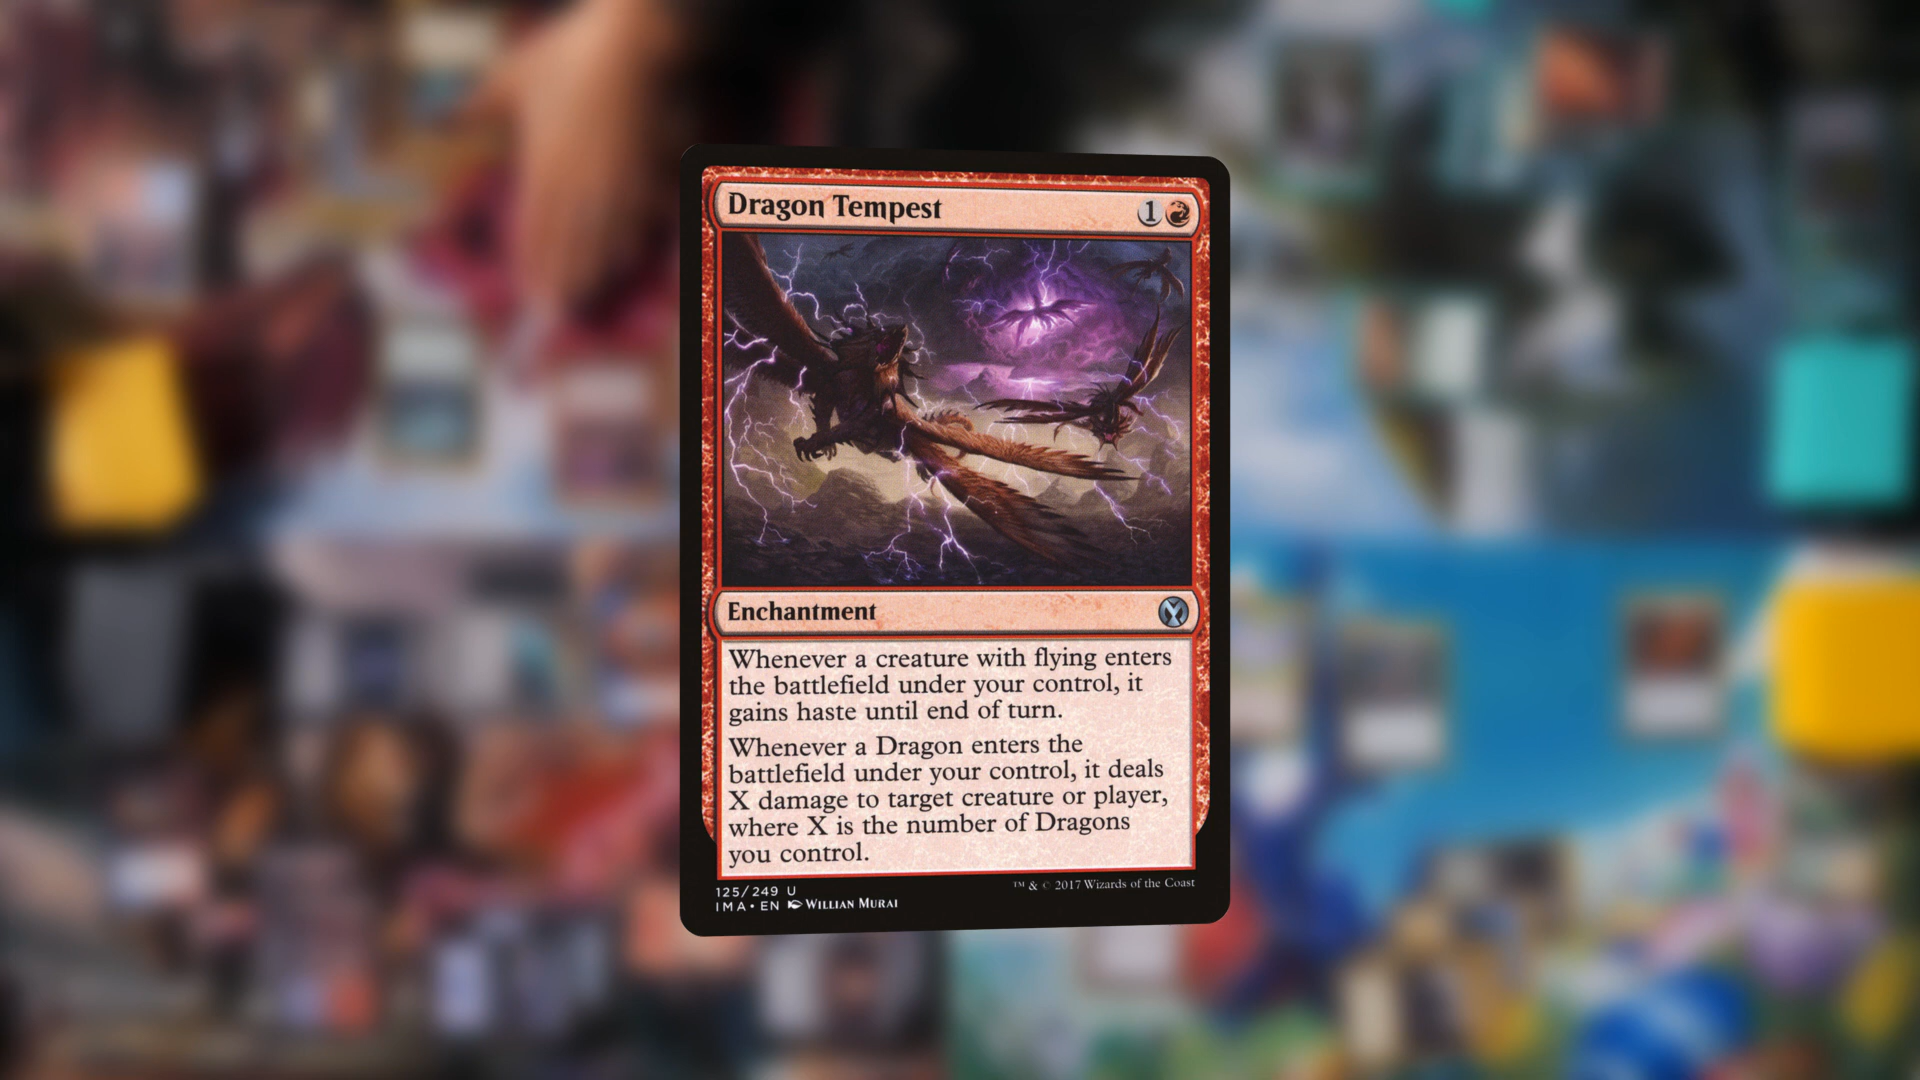 Dragon Tempest
1
Enchantment
Whenever a creature with flying enters
the battlefield under your control, it
gains haste until end of turn.
Whenever a Dragon enters the
battlefield under your control, it deals
X damage to target creature or player,
where X is the number of Dragons
you control.
125/249 U
™ & © 2017 Wizards of the Coast
IMA • EN Willian Murai